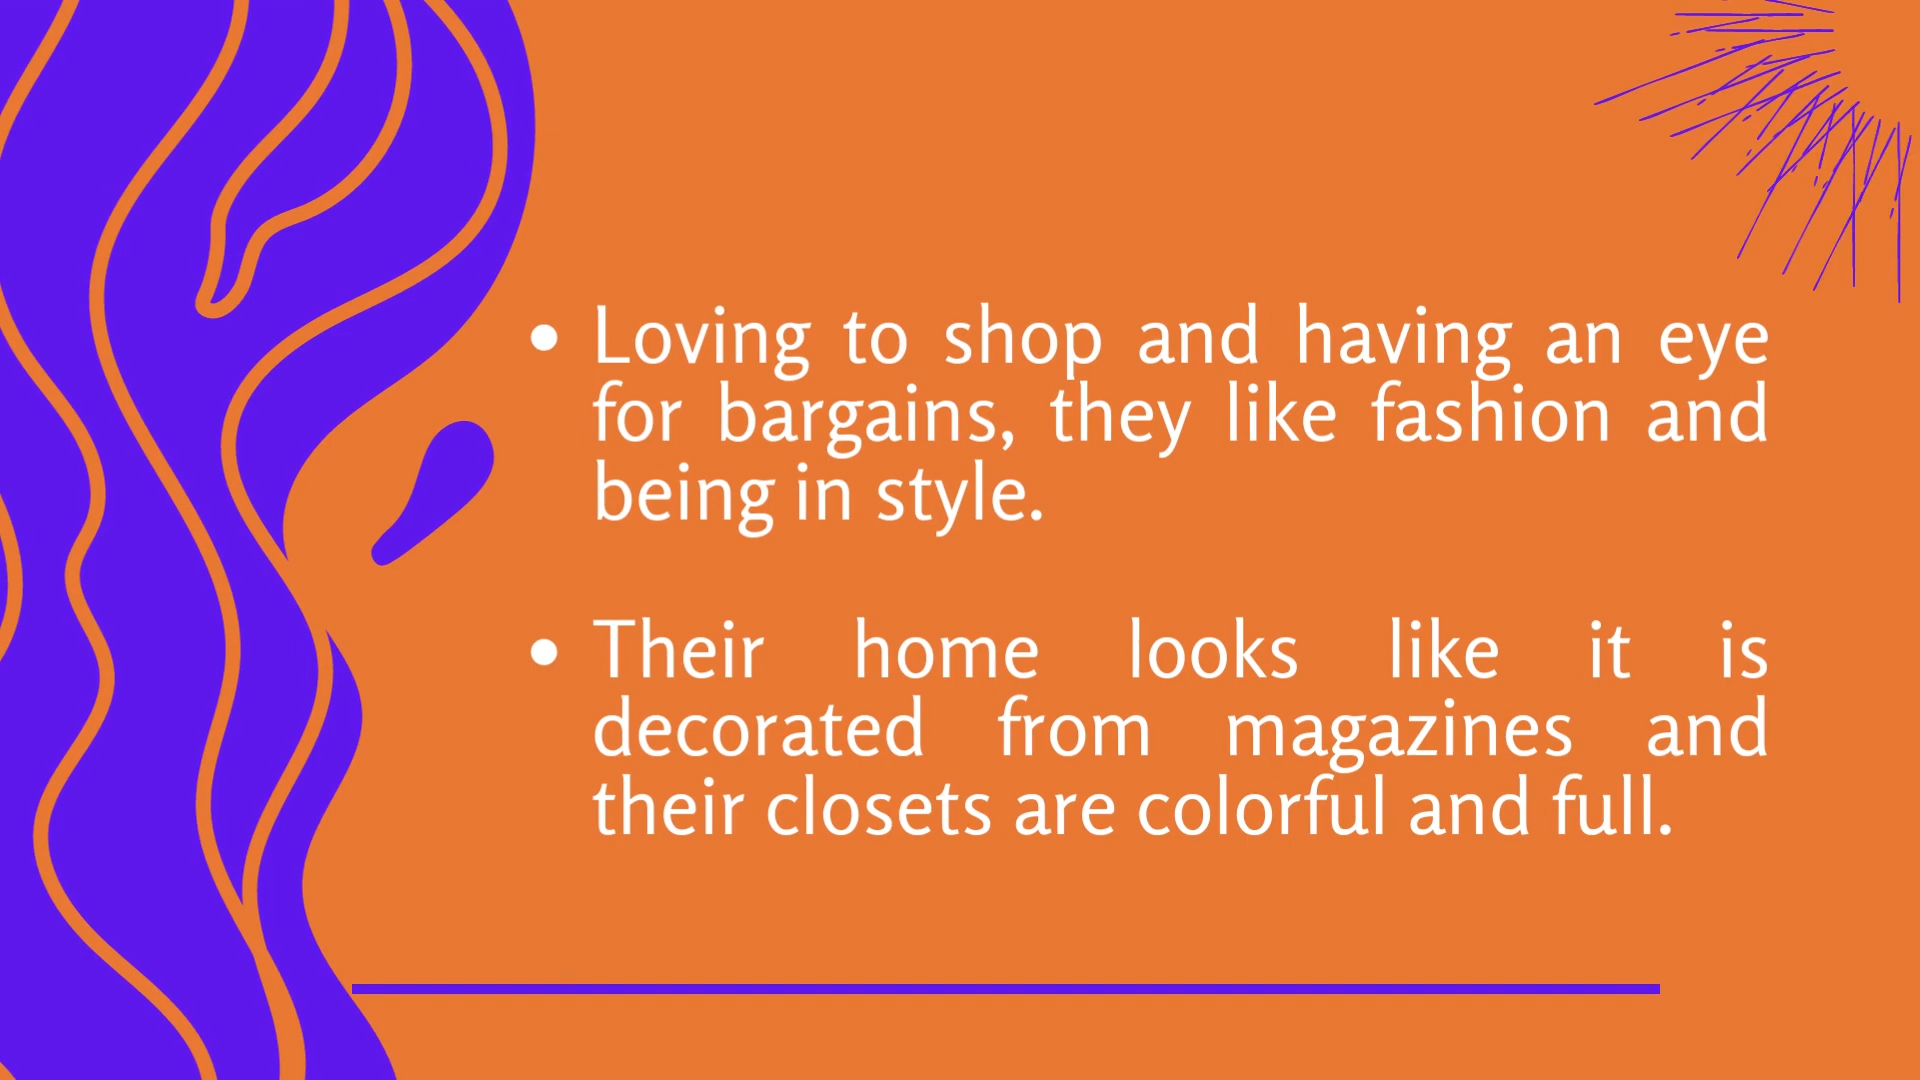 • Loving to shop and having an eye
for bargains, they like fashion and
being in style.
• Their home looks like it is
decorated from magazines and
their closets are colorful and full.